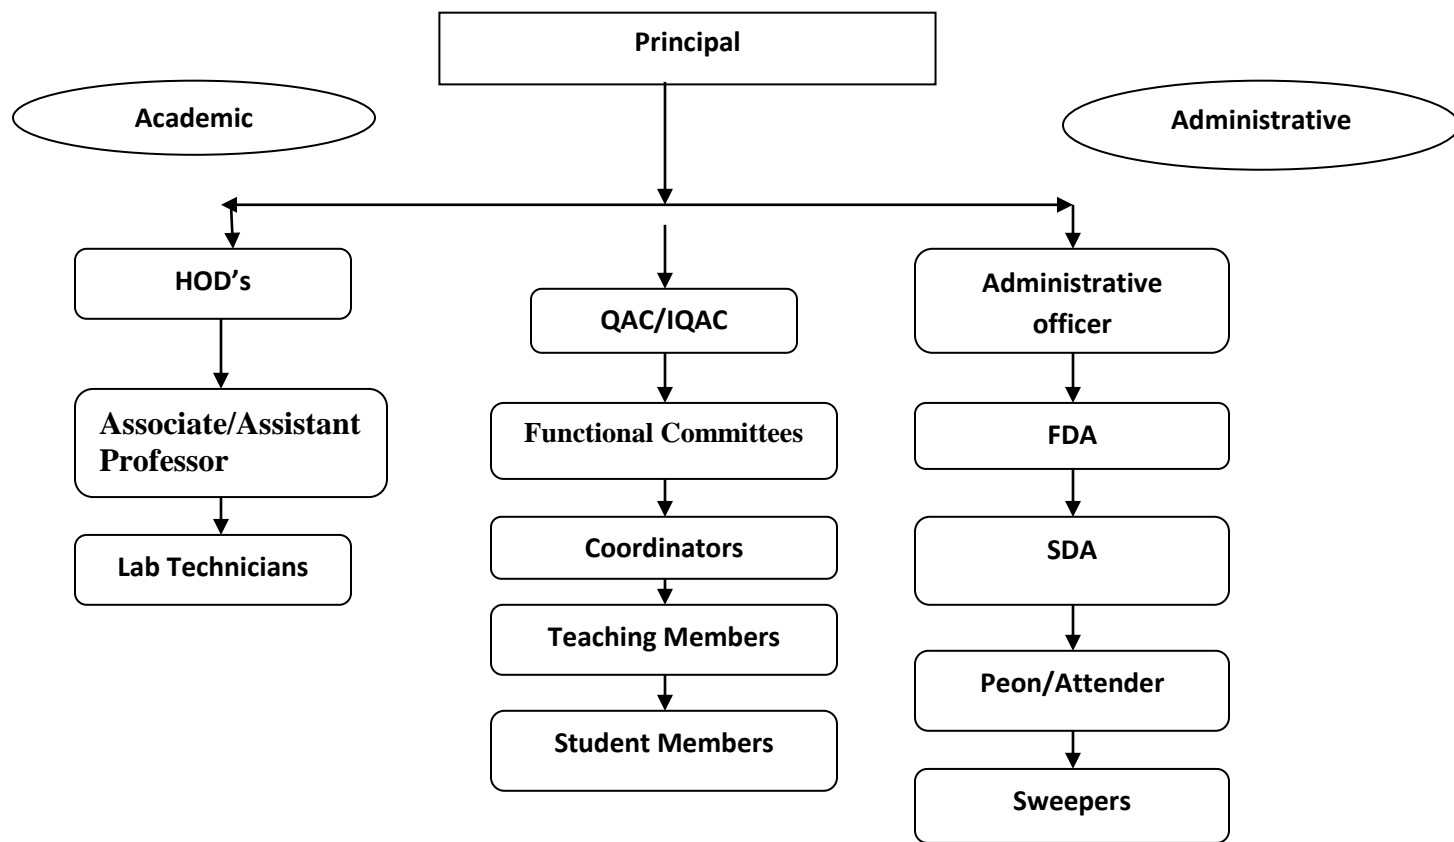 Principal
Academic
Administrative
HOD’s
Associate/Assistant
Professor
Lab Technicians
QAC/IQAC
Functional Committees
Coordinators
Teaching Members
Student Members
Administrative
officer
FDA
SDA
Peon/Attender
Sweepers